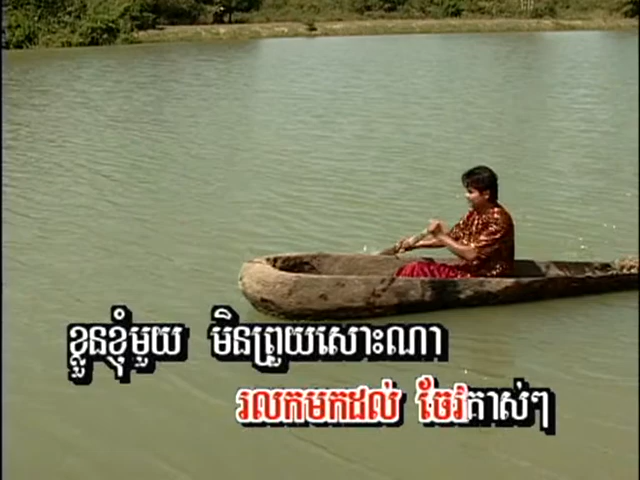 ខ្លួនខ្ញុំមួយ មិនព្រួយសោះណា
រលកមកដល់ ចែវគាស់ៗ